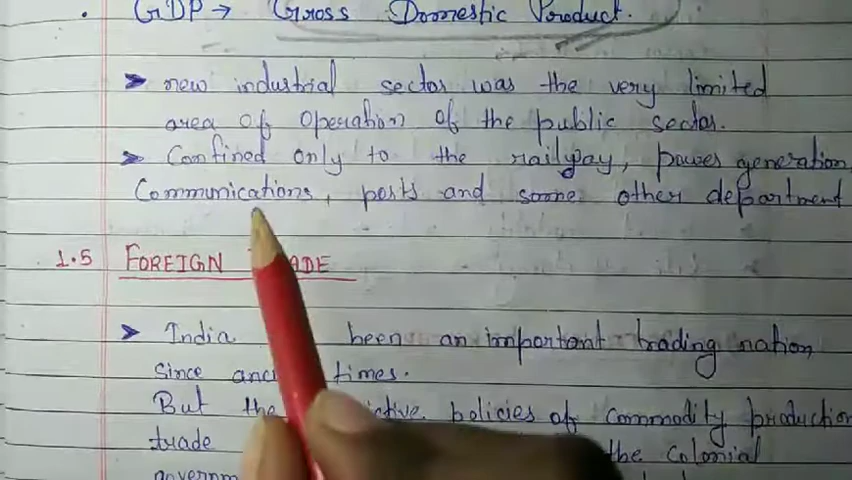 . GDP → Gross Domestic Product.
➤ new industrial sector was the very limited
area of operation of the public sector.
➤ Confined only to the railway, power generation,
Communications, posts and some other department
1.5 FOREIGN ADE
➤ India been an important trading nation
Since times.
But the policies of commodity production
trade the colonial